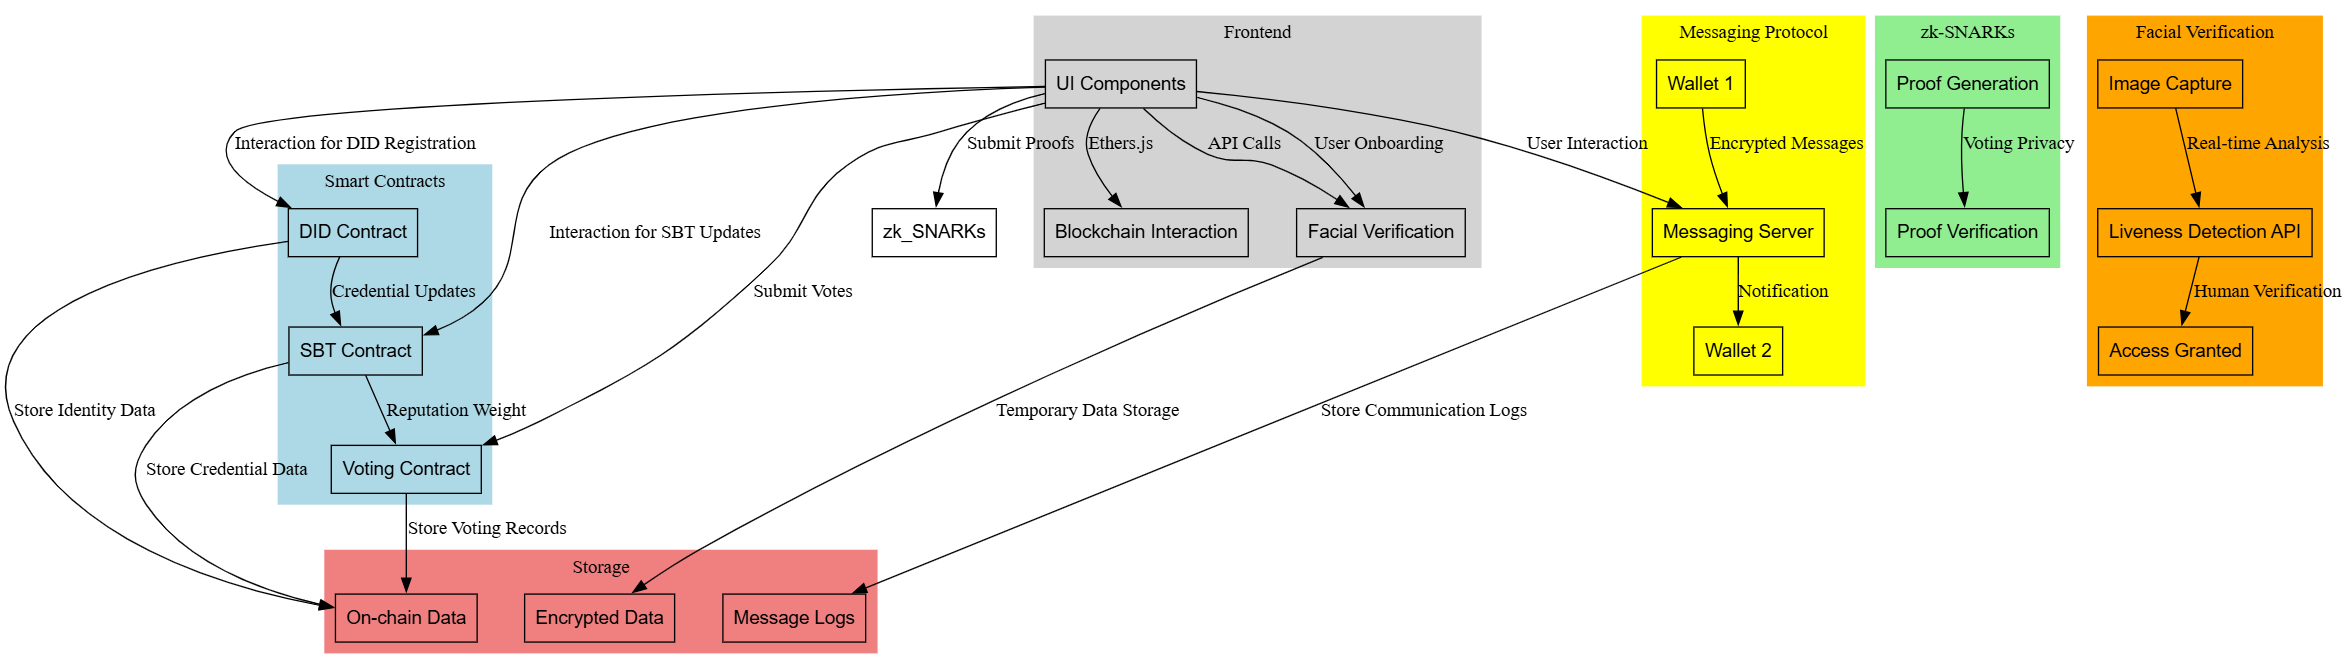 Frontend
Messaging Protocol
zk-SNARKs
Facial Verification
UI Components
Wallet 1
Proof Generation
Image Capture
Interaction for DID Registration
Submit Proofs
Ethers.js
API Calls
User Onboarding
User Interaction
Encrypted Messages
Voting Privacy
Real-time Analysis
Smart Contracts
DID Contract
Interaction for SBT Updates
zk_SNARKs
Blockchain Interaction
Facial Verification
Messaging Server
Proof Verification
Liveness Detection API
Credential Updates
Submit Votes
Notification
Human Verification
SBT Contract
Wallet 2
Access Granted
Store Identity Data
Reputation Weight
Temporary Data Storage
Store Communication Logs
Store Credential Data
Voting Contract
Store Voting Records
Storage
On-chain Data
Encrypted Data
Message Logs